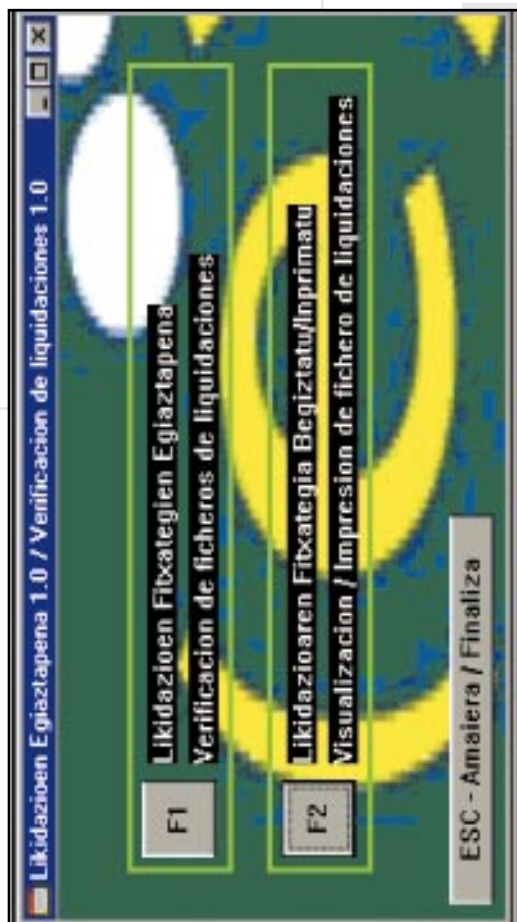 Likidazioen Egiaztapena 1.0 / Verificacion de liquidaciones 1.0
F1
Likidazioen Fitxategien Egiaztapena
Verificacion de ficheros de liquidaciones
F2
Likidazioaren Fitxategia Begiztatu/Inprimatu
Visualizacion / Impresion de fichero de liquidaciones
ESC - Amaiera / Finaliza